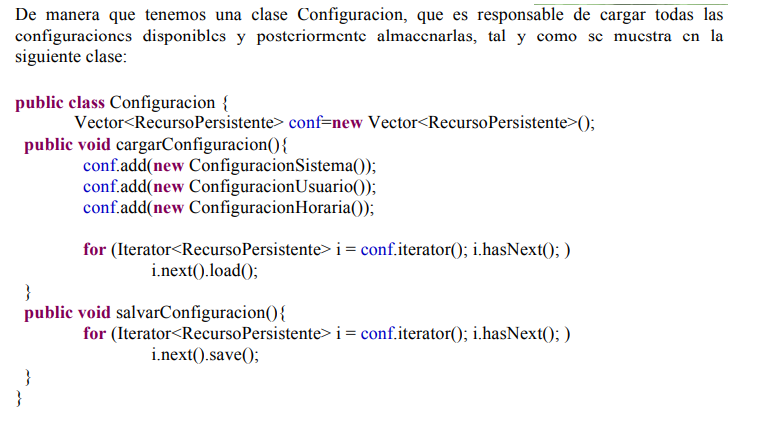 De manera que tenemos una clase Configuracion, que es responsable de cargar todas las
configuraciones disponibles y posteriormente almacenarlas, tal y como se muestra en la
siguiente clase:
public class Configuracion {
Vector<RecursoPersistente> conf=new Vector<RecursoPersistente>();
public void cargarConfiguracion(){
conf.add(new ConfiguracionSistema());
conf.add(new ConfiguracionUsuario());
conf.add(new ConfiguracionHoraria());
for (Iterator<RecursoPersistente> i = conf.iterator(); i.hasNext(); )
i.next().load();
}
public void salvarConfiguracion(){
for (Iterator<RecursoPersistente> i = conf.iterator(); i.hasNext(); )
i.next().save();
}
}